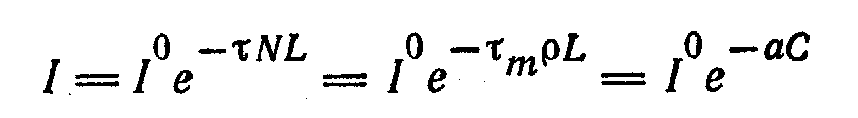 I = I⁰e^{−τNL} = I⁰e^{−τ_mρL} = I⁰e^{−aC}